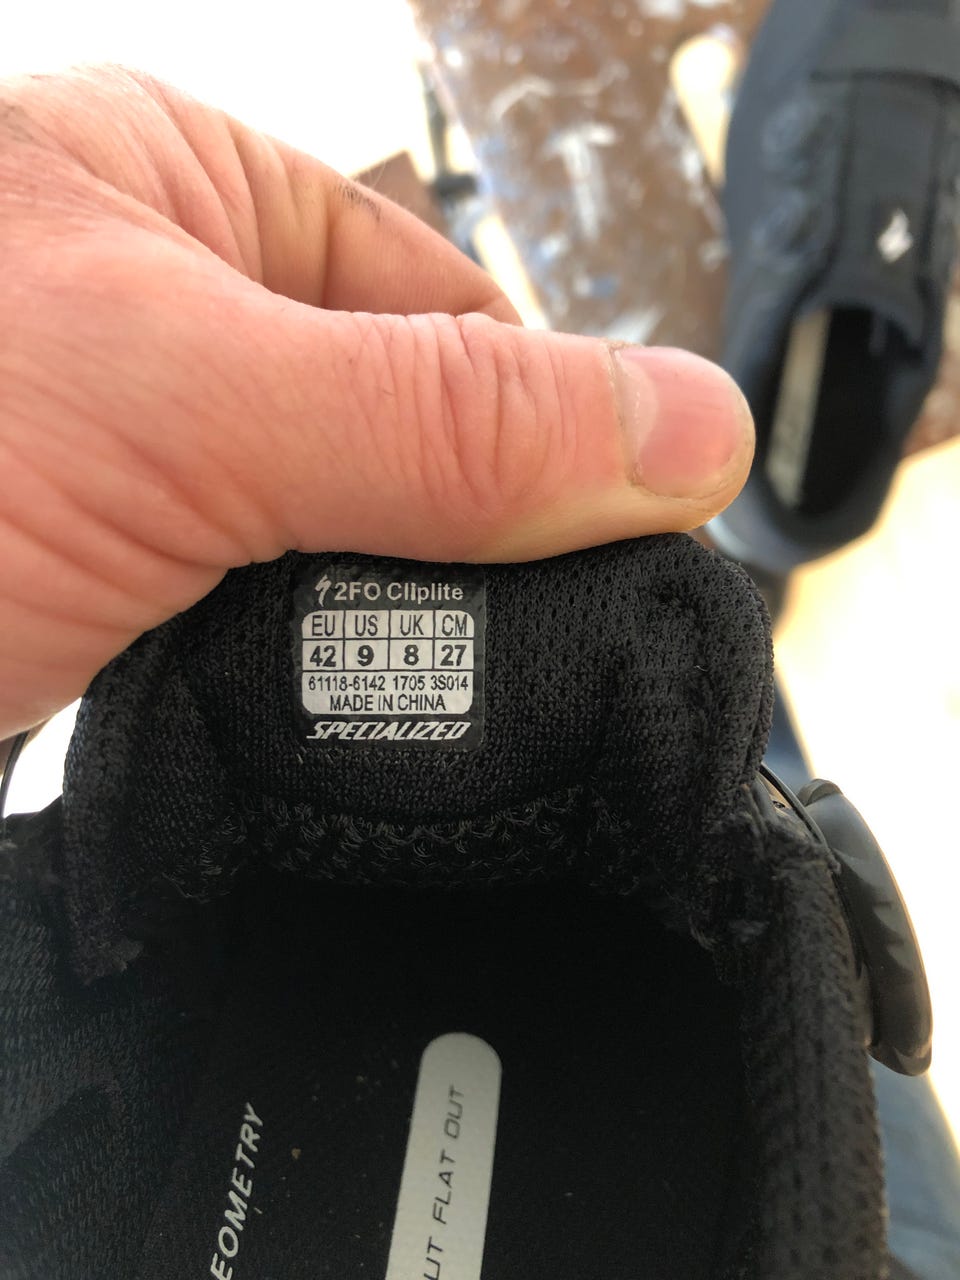 2FO Cliplite
EU US UK CM
42 9 8 27
61118-6142 1705 3S014
MADE IN CHINA
SPECIALIZED
EOMETRY
UT FLAT OUT